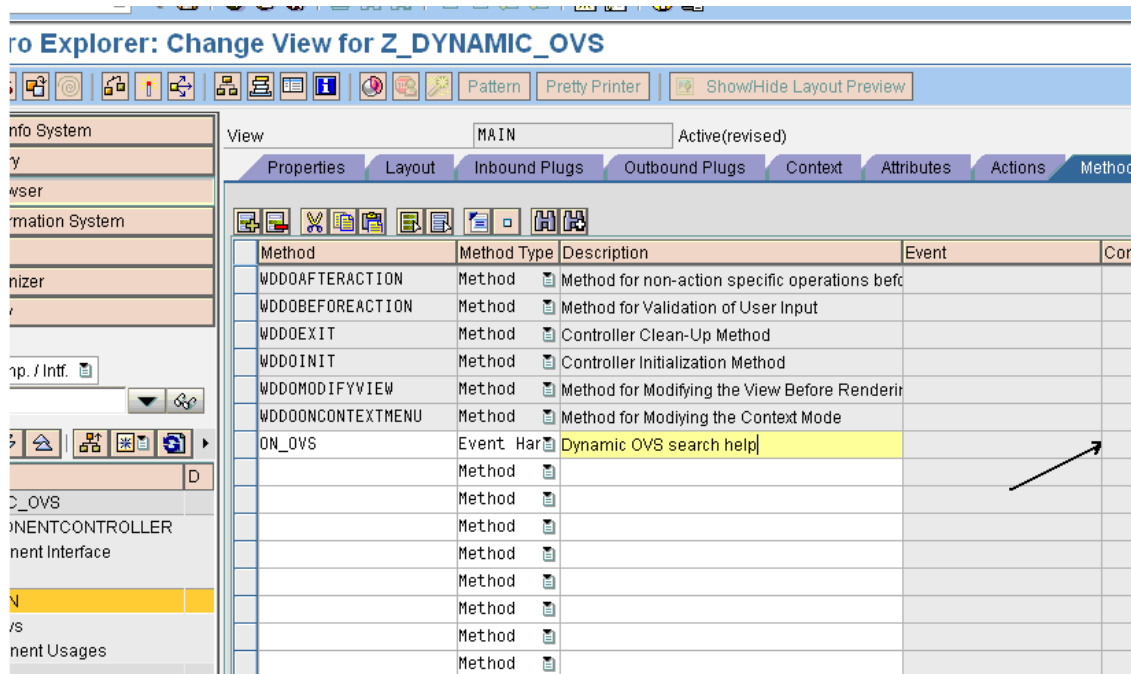 ro Explorer: Change View for Z_DYNAMIC_OVS
Pattern Pretty Printer Show/Hide Layout Preview
nfo System
View MAIN Active(revised)
ry
Properties Layout Inbound Plugs Outbound Plugs Context Attributes Actions Method
wser
rmation System
Method Method Type Description Event Con
nizer
WDDOAFTERACTION Method Method for non-action specific operations befo
WDDOBEFOREACTION Method Method for Validation of User Input
WDDOEXIT Method Controller Clean-Up Method
WDDOINIT Method Controller Initialization Method
mp. / Intf.
WDDOMODIFYVIEW Method Method for Modifying the View Before Renderin
WDDOONCONTEXTMENU Method Method for Modiying the Context Mode
ON_OVS Event Har Dynamic OVS search help
D
Method
C_OVS
Method
ONENTCONTROLLER
Method
nent Interface
Method
Method
N
Method
vs
Method
nent Usages
Method